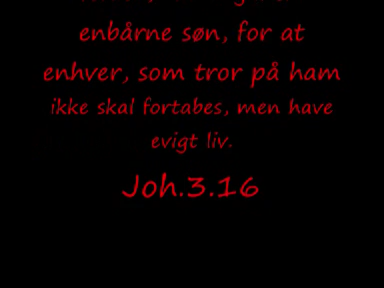 enbårne søn, for at
enhver, som tror på ham
ikke skal fortabes, men have
evigt liv.
Joh.3.16